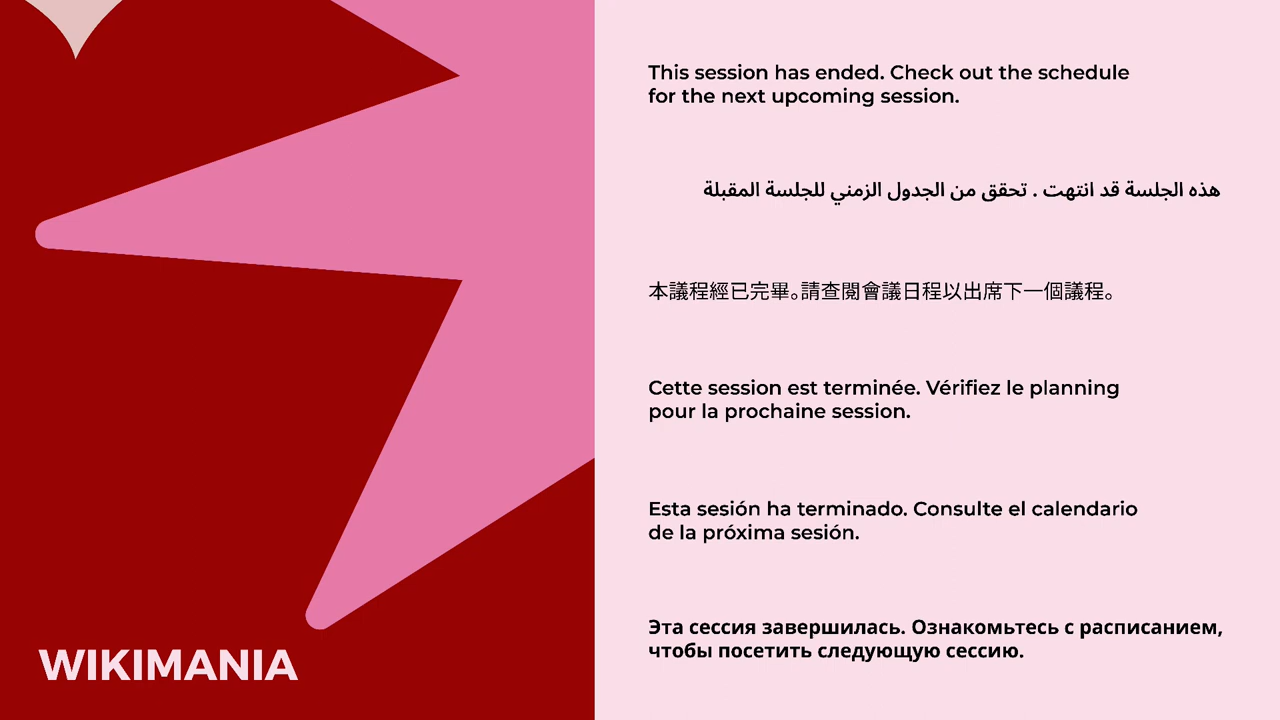 This session has ended. Check out the schedule
for the next upcoming session.
هذه الجلسة قد انتهت . تحقق من الجدول الزمني للجلسة المقبلة
本議程經已完畢。請查閱會議日程以出席下一個議程。
Cette session est terminée. Vérifiez le planning
pour la prochaine session.
Esta sesión ha terminado. Consulte el calendario
de la próxima sesión.
Эта сессия завершилась. Ознакомьтесь с расписанием,
чтобы посетить следующую сессию.
WIKIMANIA